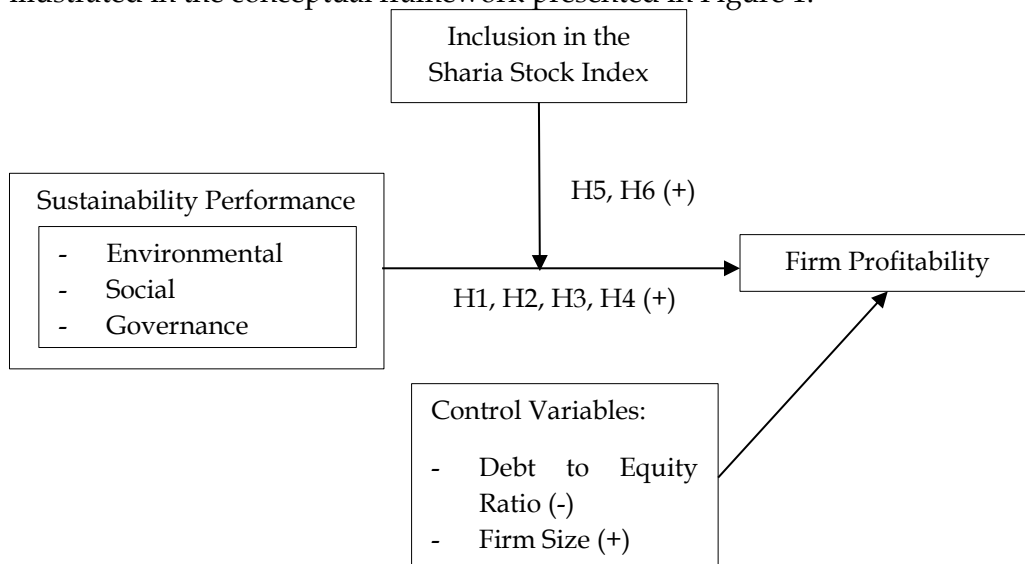 illustrated in the conceptual framework presented in Figure 1.
Inclusion in the
Sharia Stock Index
H5, H6 (+)
Sustainability Performance
- Environmental
- Social
- Governance
Firm Profitability
H1, H2, H3, H4 (+)
Control Variables:
- Debt to Equity
Ratio (-)
- Firm Size (+)